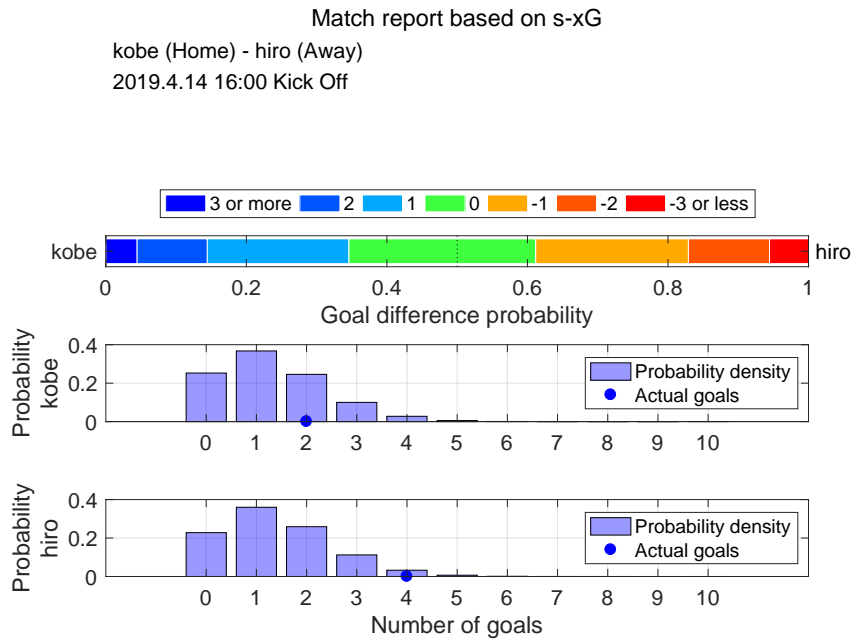 Match report based on s-xG
kobe (Home) - hiro (Away)
2019.4.14 16:00 Kick Off
3 or more 2 1 0 -1 -2 -3 or less
kobe hiro
0 0.2 0.4 0.6 0.8 1
Goal difference probability
Probability
kobe
0.4
0.2
0
Probability density
Actual goals
0 1 2 3 4 5 6 7 8 9 10
Probability
hiro
0.4
0.2
0
Probability density
Actual goals
0 1 2 3 4 5 6 7 8 9 10
Number of goals